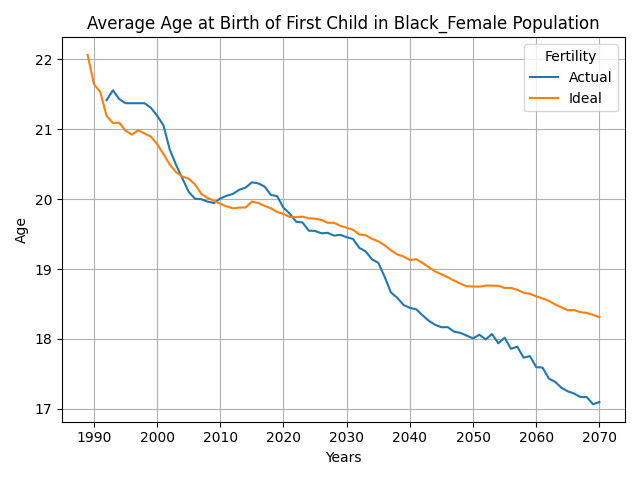 Average Age at Birth of First Child in Black_Female Population
Fertility
Actual
Ideal
Age
22
21
20
19
18
17
1990 2000 2010 2020 2030 2040 2050 2060 2070
Years